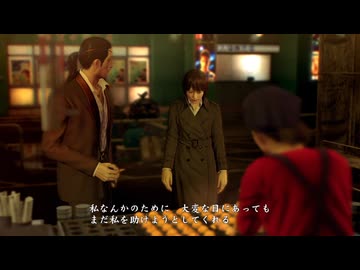 私なんかのために　大変な目にあっても
まだ私を助けようとしてくれる